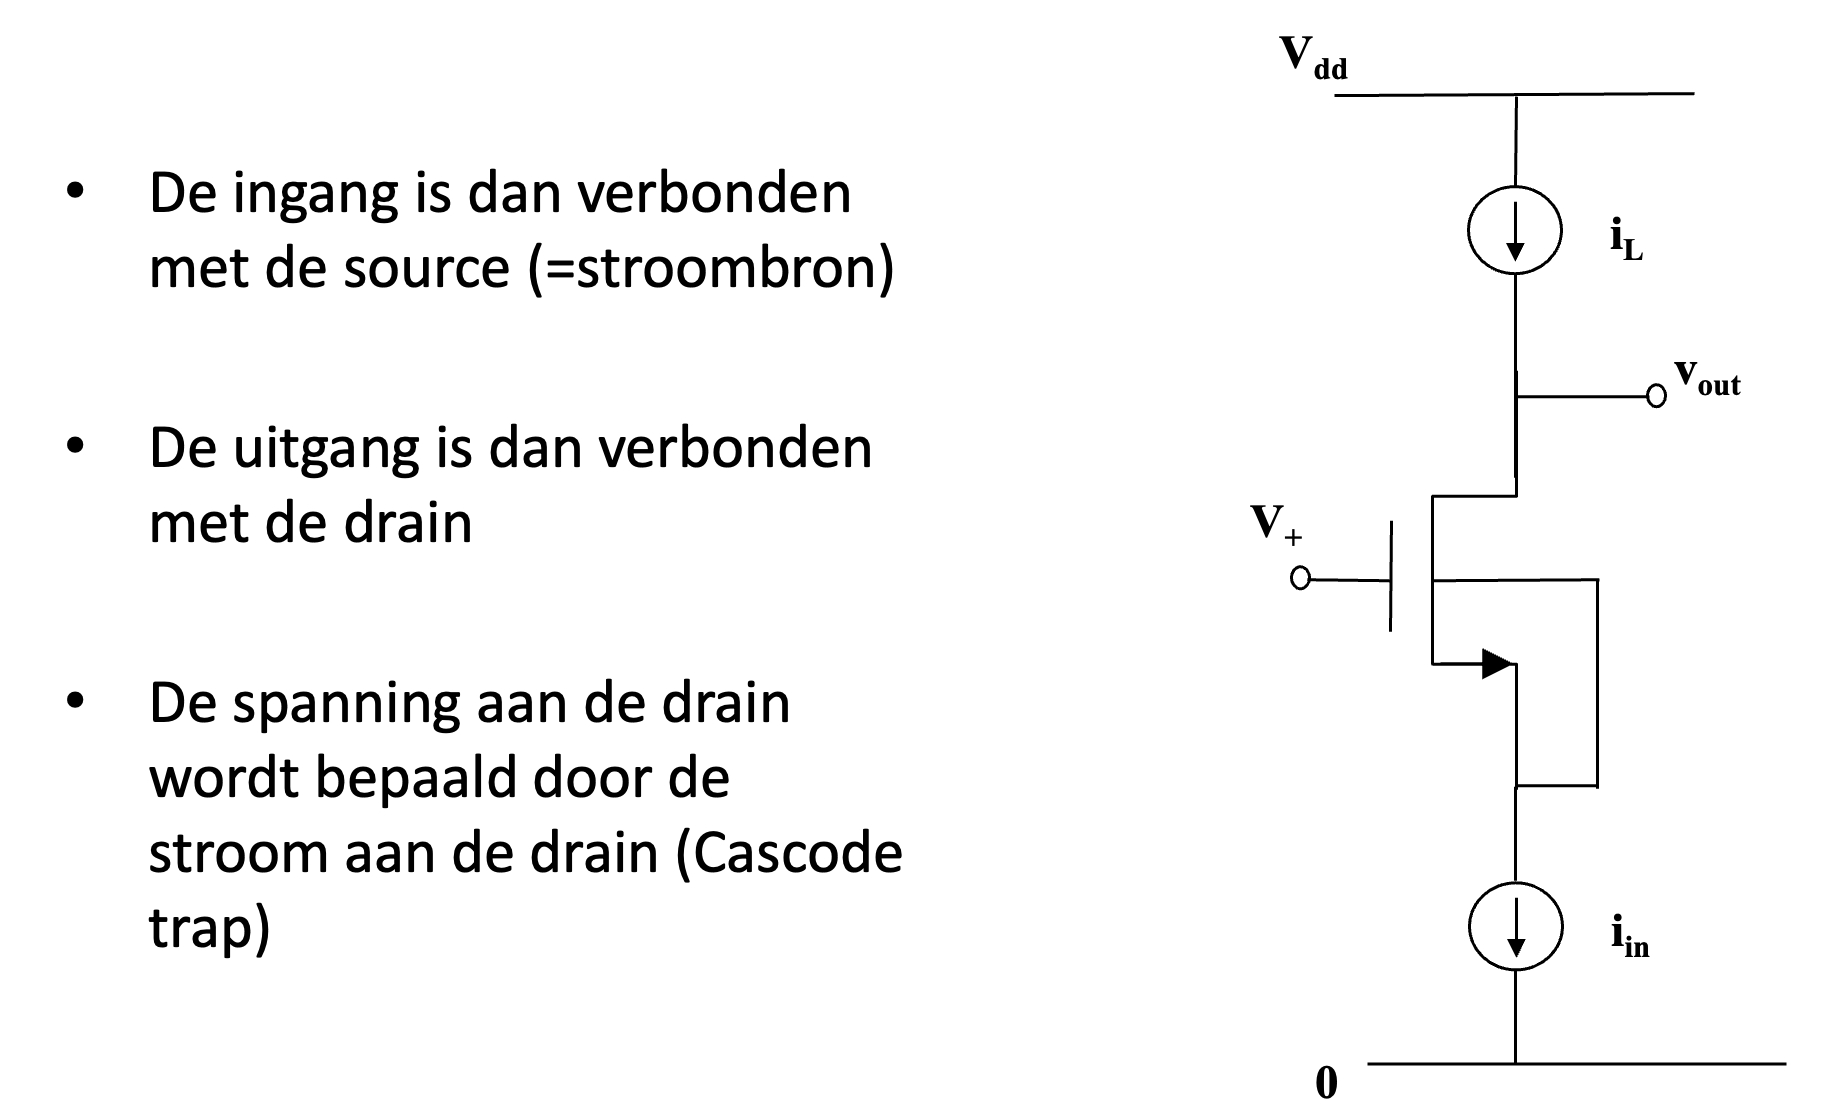 • De ingang is dan verbonden
met de source (=stroombron)
• De uitgang is dan verbonden
met de drain
• De spanning aan de drain
wordt bepaald door de
stroom aan de drain (Cascode
trap)
Vdd
iL
vout
V+
iin
0